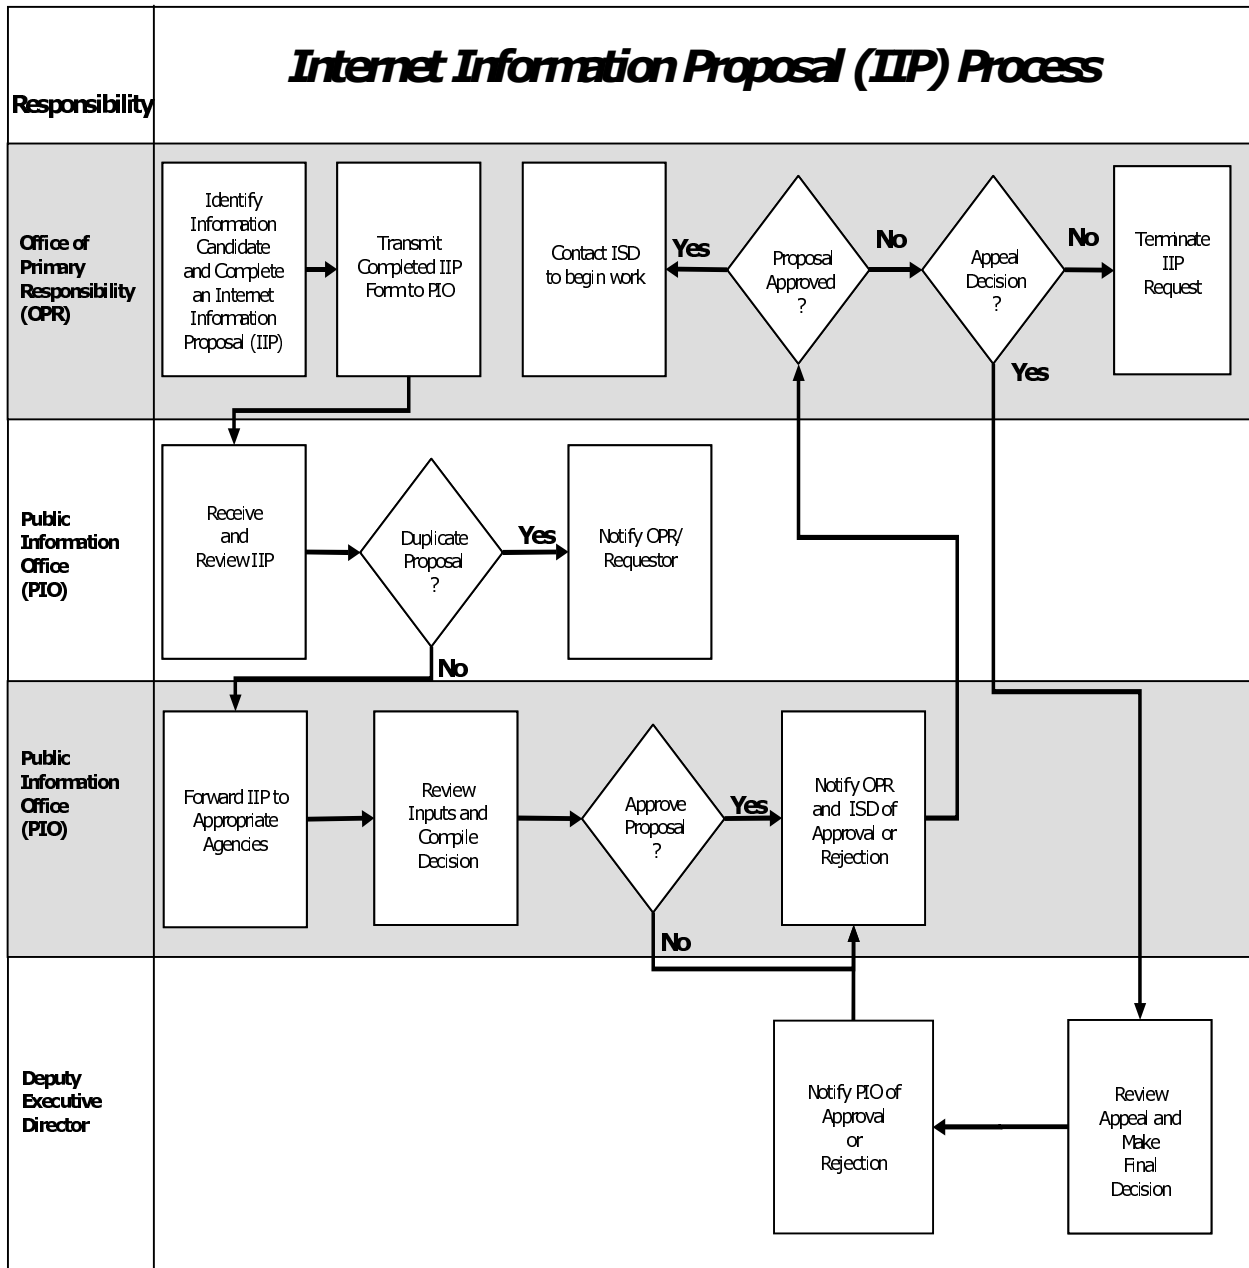 Internet Information Proposal (IIP) Process
Responsibility
Office of
Primary
Responsibility
(OPR)
Identify
Information
Candidate
and Complete
an Internet
Information
Proposal (IIP)
Transmit
Completed IIP
Form to PIO
Contact ISD
to begin work
Yes
Proposal
Approved
?
No
Appeal
Decision
?
No
Terminate
IIP
Request
Yes
Public
Information
Office
(PIO)
Receive
and
Review IIP
Duplicate
Proposal
?
Yes
Notify OPR/
Requestor
No
Public
Information
Office
(PIO)
Forward IIP to
Appropriate
Agencies
Review
Inputs and
Compile
Decision
Approve
Proposal
?
Yes
Notify OPR
and ISD of
Approval or
Rejection
No
Deputy
Executive
Director
Notify PIO of
Approval
or
Rejection
Review
Appeal and
Make
Final
Decision